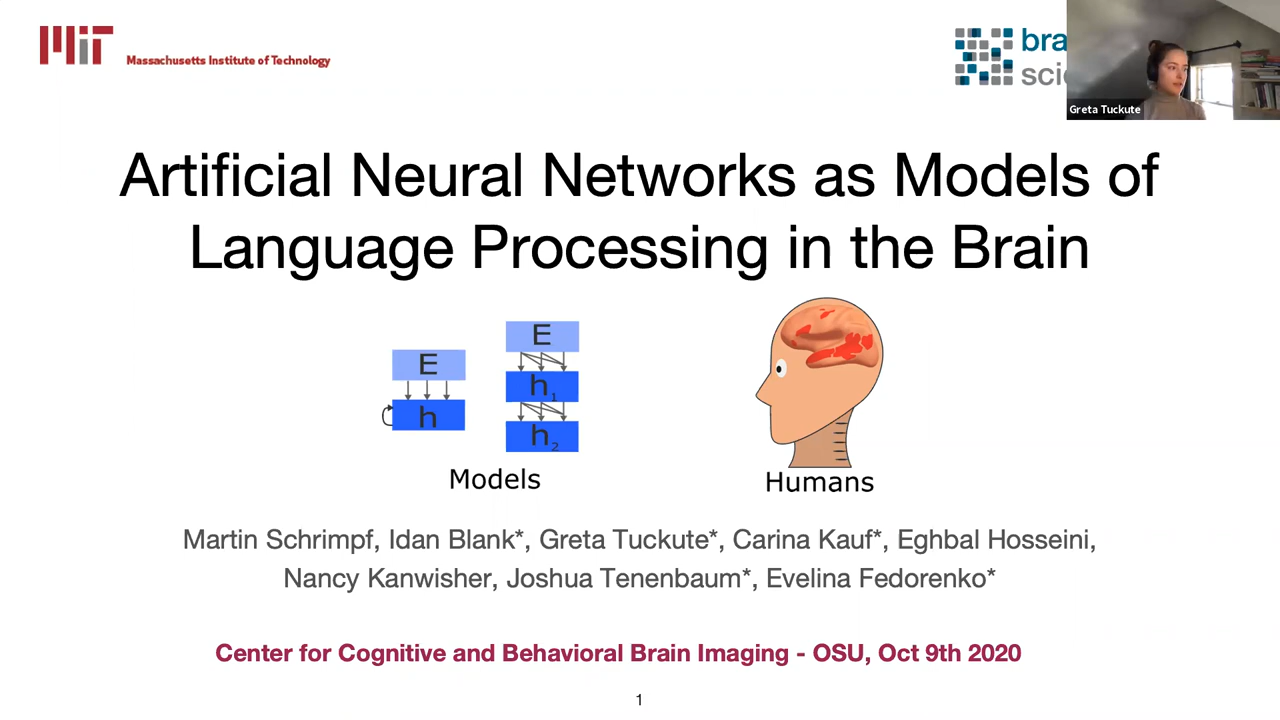 MIT
Massachusetts Institute of Technology
Greta Tuckute
Artificial Neural Networks as Models of
Language Processing in the Brain
E
h
E
h1
h2
Models
Humans
Martin Schrimpf, Idan Blank*, Greta Tuckute*, Carina Kauf*, Eghbal Hosseini,
Nancy Kanwisher, Joshua Tenenbaum*, Evelina Fedorenko*
Center for Cognitive and Behavioral Brain Imaging - OSU, Oct 9th 2020
1